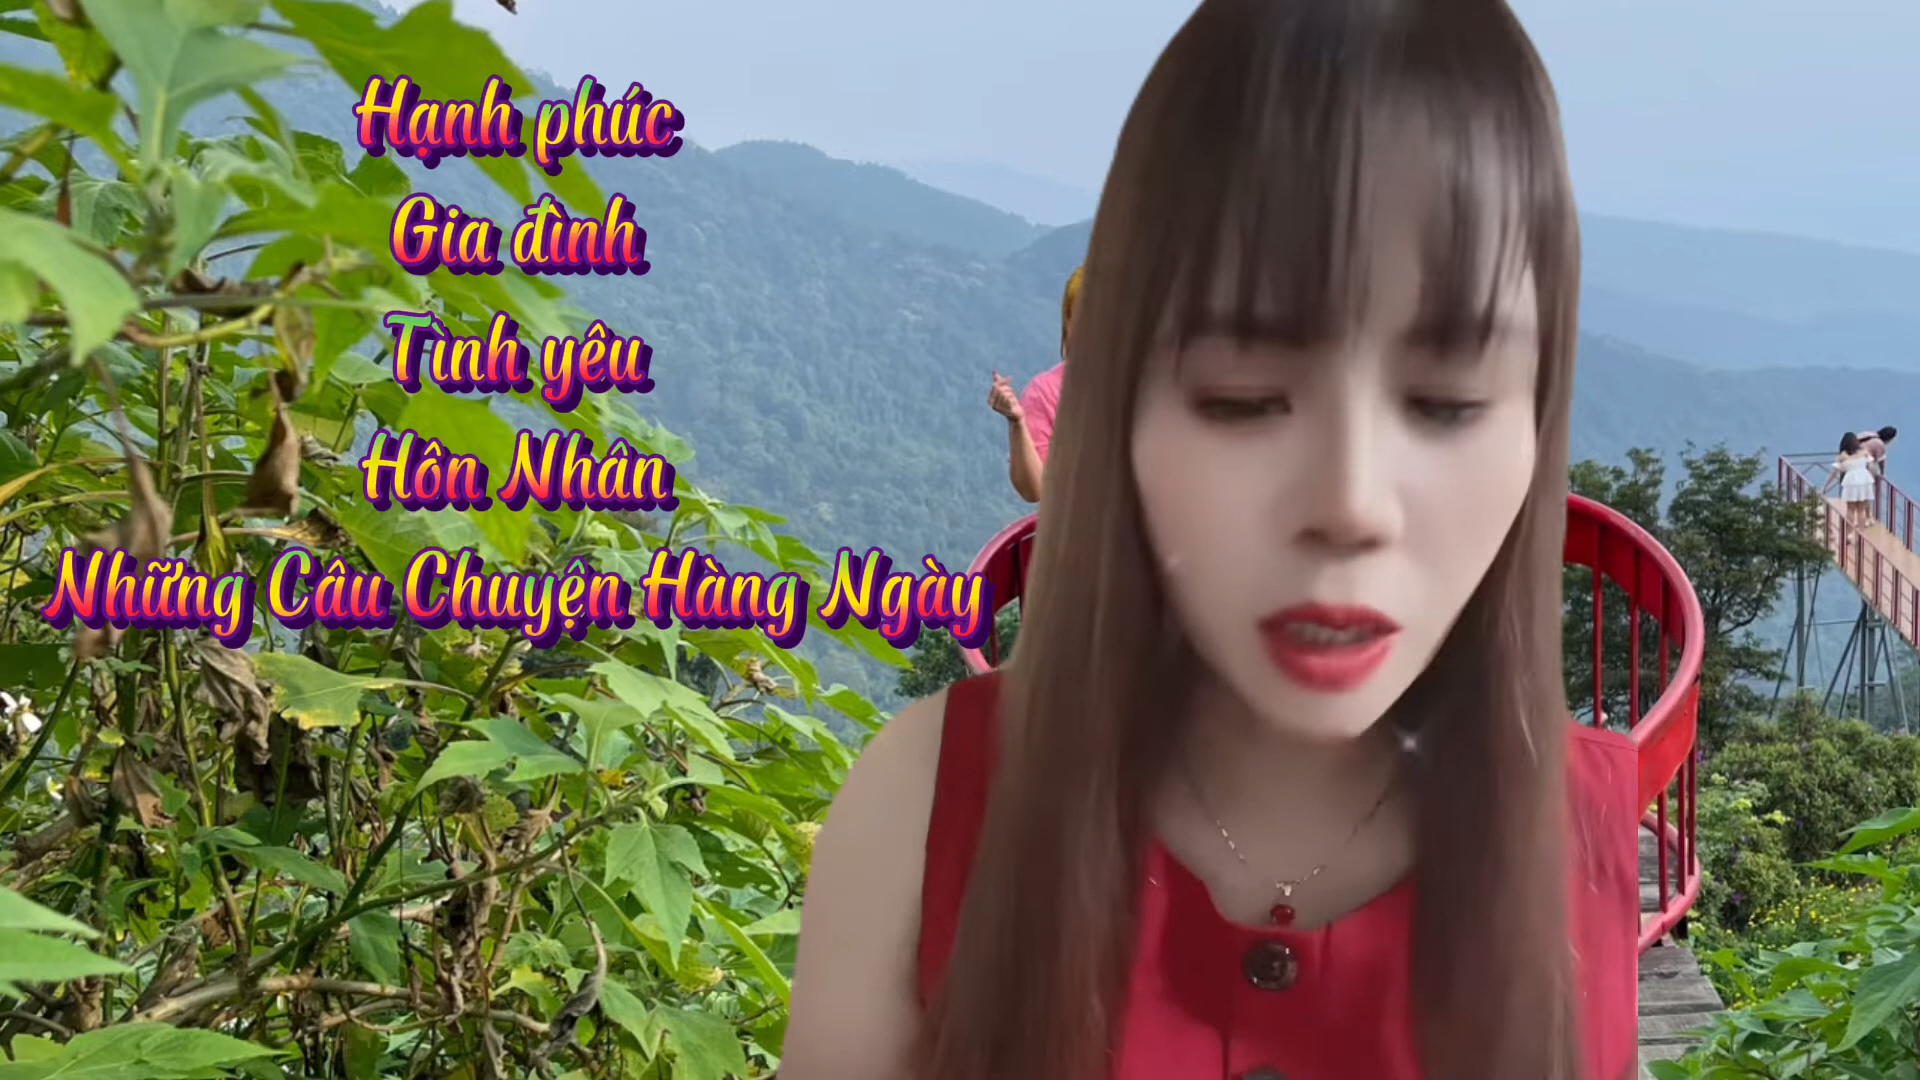 Hạnh phúc
Gia đình
Tình yêu
Hôn Nhân
Những Câu Chuyện Hàng Ngày